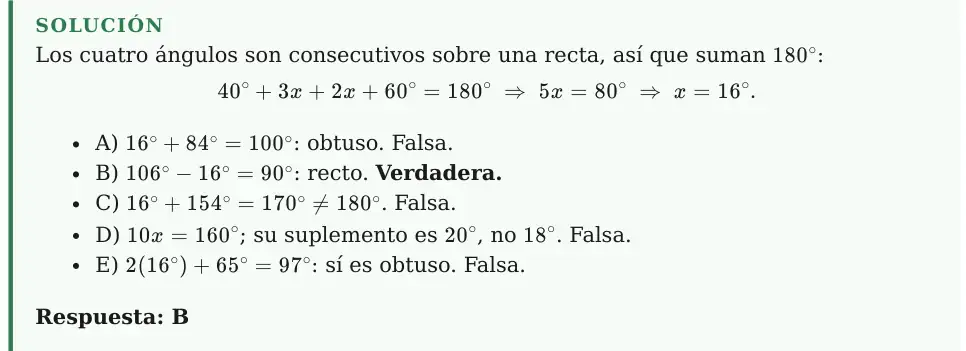 SOLUCIÓN
Los cuatro ángulos son consecutivos sobre una recta, así que suman 180°:
40° + 3x + 2x + 60° = 180° ⇒ 5x = 80° ⇒ x = 16°.
• A) 16° + 84° = 100°: obtuso. Falsa.
• B) 106° − 16° = 90°: recto. Verdadera.
• C) 16° + 154° = 170° ≠ 180°. Falsa.
• D) 10x = 160°; su suplemento es 20°, no 18°. Falsa.
• E) 2(16°) + 65° = 97°: sí es obtuso. Falsa.
Respuesta: B